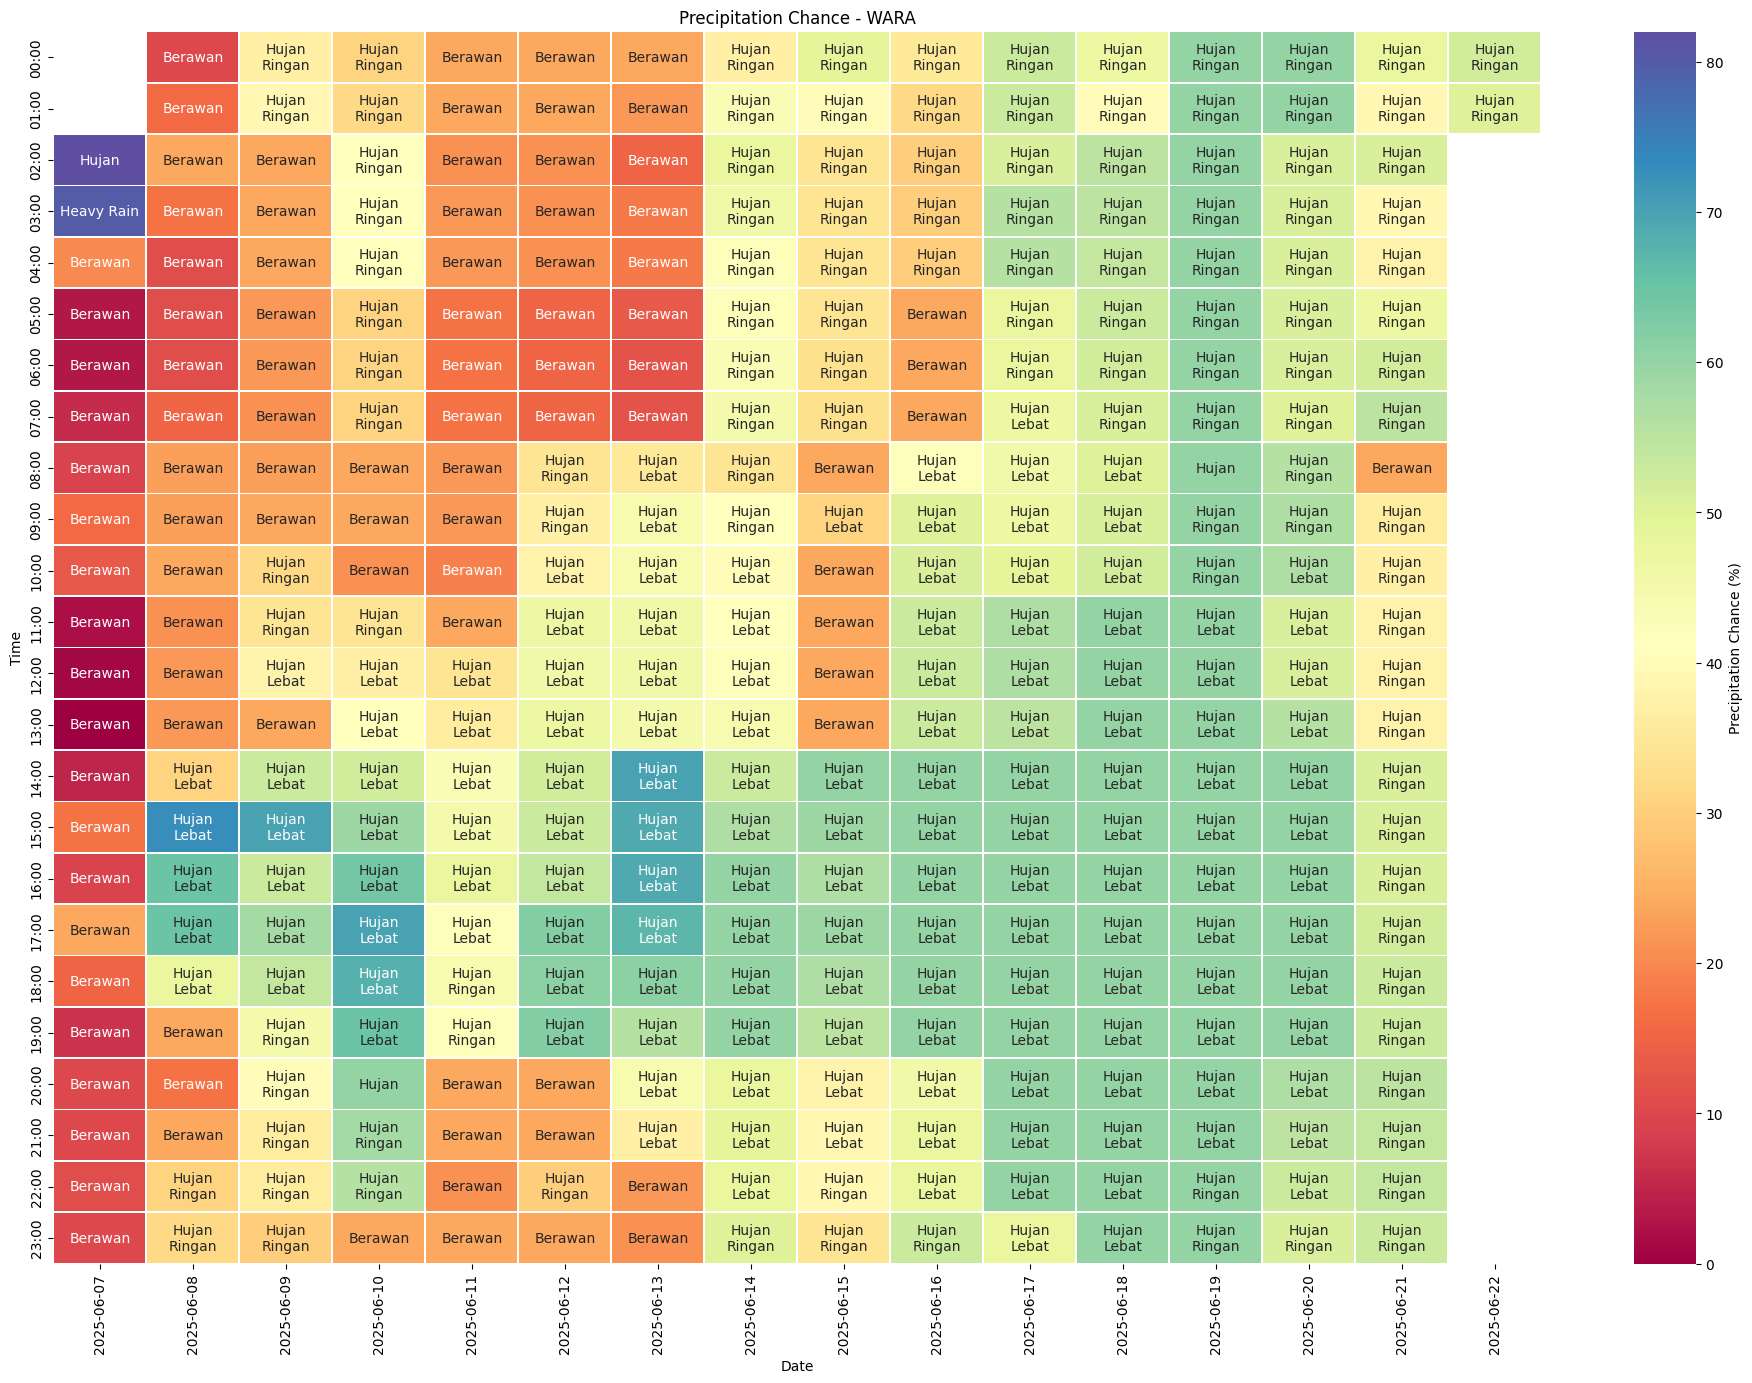 Precipitation Chance - WARA
00:00 Berawan Hujan Ringan Hujan Ringan Berawan Berawan Berawan Hujan Ringan Hujan Ringan Hujan Ringan Hujan Ringan Hujan Ringan Hujan Ringan Hujan Ringan Hujan Ringan Hujan Ringan
01:00 Berawan Hujan Ringan Hujan Ringan Berawan Berawan Berawan Hujan Ringan Hujan Ringan Hujan Ringan Hujan Ringan Hujan Ringan Hujan Ringan Hujan Ringan Hujan Ringan Hujan Ringan
02:00 Hujan Berawan Berawan Hujan Ringan Berawan Berawan Berawan Hujan Ringan Hujan Ringan Hujan Ringan Hujan Ringan Hujan Ringan Hujan Ringan Hujan Ringan Hujan Ringan
03:00 Heavy Rain Berawan Berawan Hujan Ringan Berawan Berawan Berawan Hujan Ringan Hujan Ringan Hujan Ringan Hujan Ringan Hujan Ringan Hujan Ringan Hujan Ringan Hujan Ringan
04:00 Berawan Berawan Berawan Hujan Ringan Berawan Berawan Berawan Hujan Ringan Hujan Ringan Hujan Ringan Hujan Ringan Hujan Ringan Hujan Ringan Hujan Ringan Hujan Ringan
05:00 Berawan Berawan Berawan Hujan Ringan Berawan Berawan Berawan Hujan Ringan Hujan Ringan Berawan Hujan Ringan Hujan Ringan Hujan Ringan Hujan Ringan Hujan Ringan
06:00 Berawan Berawan Berawan Hujan Ringan Berawan Berawan Berawan Hujan Ringan Hujan Ringan Berawan Hujan Ringan Hujan Ringan Hujan Ringan Hujan Ringan Hujan Ringan
07:00 Berawan Berawan Berawan Hujan Ringan Berawan Berawan Berawan Hujan Ringan Hujan Ringan Berawan Hujan Lebat Hujan Ringan Hujan Ringan Hujan Ringan Hujan Ringan
08:00 Berawan Berawan Berawan Berawan Berawan Hujan Ringan Hujan Lebat Hujan Ringan Berawan Hujan Lebat Hujan Lebat Hujan Lebat Hujan Hujan Ringan Berawan
09:00 Berawan Berawan Berawan Berawan Berawan Hujan Ringan Hujan Lebat Hujan Ringan Hujan Lebat Hujan Lebat Hujan Lebat Hujan Lebat Hujan Ringan Hujan Ringan Hujan Ringan
10:00 Berawan Berawan Hujan Ringan Berawan Berawan Hujan Lebat Hujan Lebat Hujan Lebat Berawan Hujan Lebat Hujan Lebat Hujan Lebat Hujan Ringan Hujan Lebat Hujan Ringan
11:00 Berawan Berawan Hujan Ringan Hujan Ringan Berawan Hujan Lebat Hujan Lebat Hujan Lebat Berawan Hujan Lebat Hujan Lebat Hujan Lebat Hujan Lebat Hujan Lebat Hujan Ringan
12:00 Berawan Berawan Hujan Lebat Hujan Lebat Hujan Lebat Hujan Lebat Hujan Lebat Hujan Lebat Berawan Hujan Lebat Hujan Lebat Hujan Lebat Hujan Lebat Hujan Lebat Hujan Ringan
13:00 Berawan Berawan Berawan Hujan Lebat Hujan Lebat Hujan Lebat Hujan Lebat Hujan Lebat Berawan Hujan Lebat Hujan Lebat Hujan Lebat Hujan Lebat Hujan Lebat Hujan Ringan
14:00 Berawan Hujan Lebat Hujan Lebat Hujan Lebat Hujan Lebat Hujan Lebat Hujan Lebat Hujan Lebat Hujan Lebat Hujan Lebat Hujan Lebat Hujan Lebat Hujan Lebat Hujan Lebat Hujan Ringan
15:00 Berawan Hujan Lebat Hujan Lebat Hujan Lebat Hujan Lebat Hujan Lebat Hujan Lebat Hujan Lebat Hujan Lebat Hujan Lebat Hujan Lebat Hujan Lebat Hujan Lebat Hujan Lebat Hujan Ringan
16:00 Berawan Hujan Lebat Hujan Lebat Hujan Lebat Hujan Lebat Hujan Lebat Hujan Lebat Hujan Lebat Hujan Lebat Hujan Lebat Hujan Lebat Hujan Lebat Hujan Lebat Hujan Lebat Hujan Ringan
17:00 Berawan Hujan Lebat Hujan Lebat Hujan Lebat Hujan Lebat Hujan Lebat Hujan Lebat Hujan Lebat Hujan Lebat Hujan Lebat Hujan Lebat Hujan Lebat Hujan Lebat Hujan Lebat Hujan Ringan
18:00 Berawan Hujan Lebat Hujan Lebat Hujan Lebat Hujan Ringan Hujan Lebat Hujan Lebat Hujan Lebat Hujan Lebat Hujan Lebat Hujan Lebat Hujan Lebat Hujan Lebat Hujan Lebat Hujan Ringan
19:00 Berawan Berawan Hujan Ringan Hujan Lebat Hujan Ringan Hujan Lebat Hujan Lebat Hujan Lebat Hujan Lebat Hujan Lebat Hujan Lebat Hujan Lebat Hujan Lebat Hujan Lebat Hujan Ringan
20:00 Berawan Berawan Hujan Ringan Hujan Berawan Berawan Hujan Lebat Hujan Lebat Hujan Lebat Hujan Lebat Hujan Lebat Hujan Lebat Hujan Lebat Hujan Lebat Hujan Ringan
21:00 Berawan Berawan Hujan Ringan Hujan Ringan Berawan Berawan Hujan Lebat Hujan Lebat Hujan Lebat Hujan Lebat Hujan Lebat Hujan Lebat Hujan Lebat Hujan Lebat Hujan Ringan
22:00 Berawan Hujan Ringan Hujan Ringan Hujan Ringan Berawan Hujan Ringan Berawan Hujan Lebat Hujan Ringan Hujan Lebat Hujan Lebat Hujan Lebat Hujan Ringan Hujan Lebat Hujan Ringan
23:00 Berawan Hujan Ringan Hujan Ringan Berawan Berawan Berawan Berawan Hujan Ringan Hujan Ringan Hujan Ringan Hujan Lebat Hujan Lebat Hujan Ringan Hujan Ringan Hujan Ringan
Time
2025-06-07 2025-06-08 2025-06-09 2025-06-10 2025-06-11 2025-06-12 2025-06-13 2025-06-14 2025-06-15 2025-06-16 2025-06-17 2025-06-18 2025-06-19 2025-06-20 2025-06-21 2025-06-22
Date
80
70
60
50
40
30
20
10
0
Precipitation Chance (%)